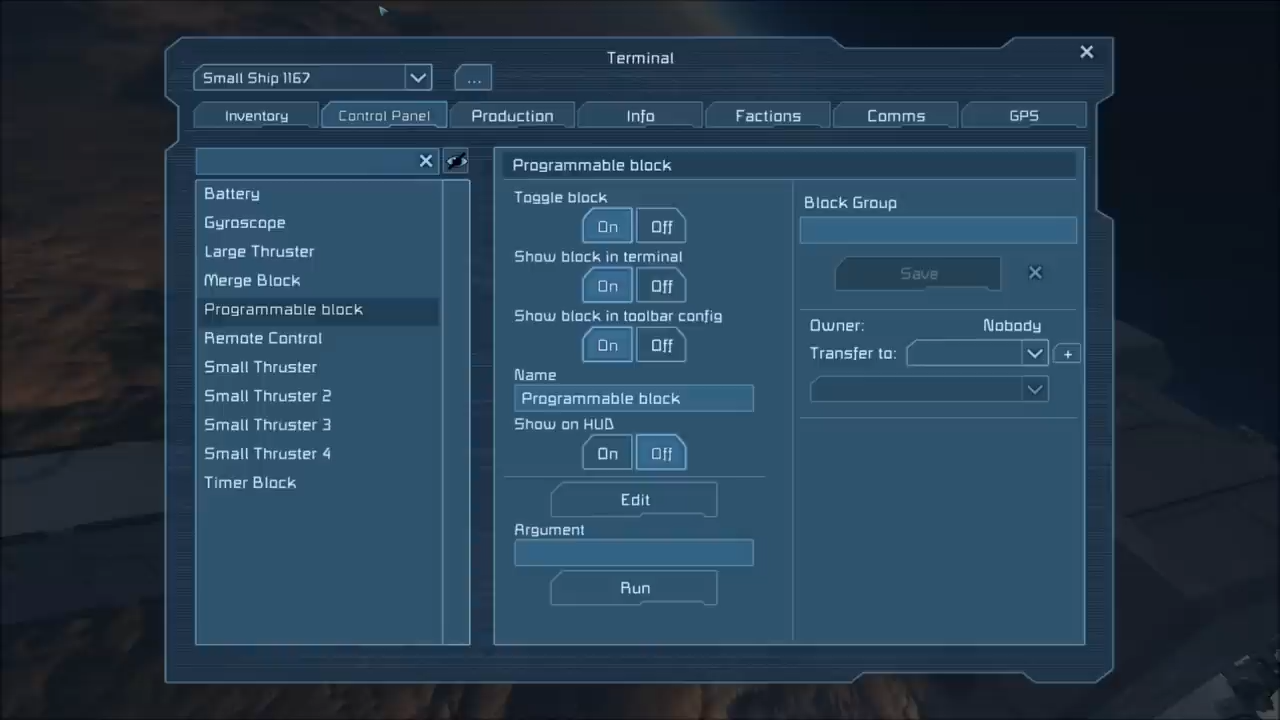 Terminal
Small Ship 1167
...
Inventory Control Panel Production Info Factions Comms GPS
Battery
Gyroscope
Large Thruster
Merge Block
Programmable block
Remote Control
Small Thruster
Small Thruster 2
Small Thruster 3
Small Thruster 4
Timer Block
Programmable block
Toggle block
On Off
Show block in terminal
On Off
Show block in toolbar config
On Off
Name
Programmable block
Show on HUD
On Off
Edit
Argument
Run
Block Group
Save
Owner: Nobody
Transfer to: